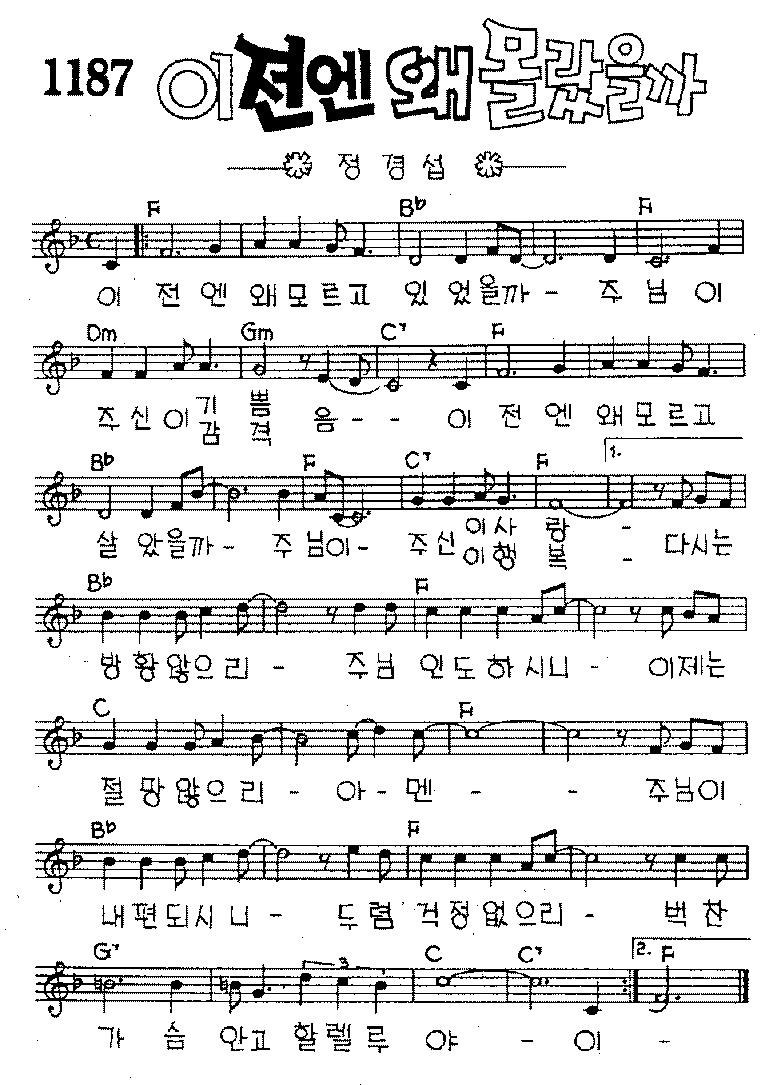 1187 이젼엔 왜 몰랐을까
정 경 섭
F B♭ F
이 전 엔 왜 모 르 고 있 었 을 까 - 주 님 이
Dm Gm C7 F
주 신 이 기 쁨 음 - - 이 전 엔 왜 모 르 고
감 격
B♭ F C7 F 1.
살 았 을 까 - 주 님 이 - 주 신 이 사 랑 - 다 시 는
이 행 복 -
B♭ F
방 황 않 으 리 - 주 님 인 도 하 시 니 - 이 제 는
C F
절 망 않 으 리 - 아 - 멘 - - 주 님 이
B♭ F
내 편 되 시 니 - 두 렴 걱 정 없 으 리 - 벅 찬
G7 3 C C7 2. F
가 슴 안 고 할 렐 루 야 - 이 -